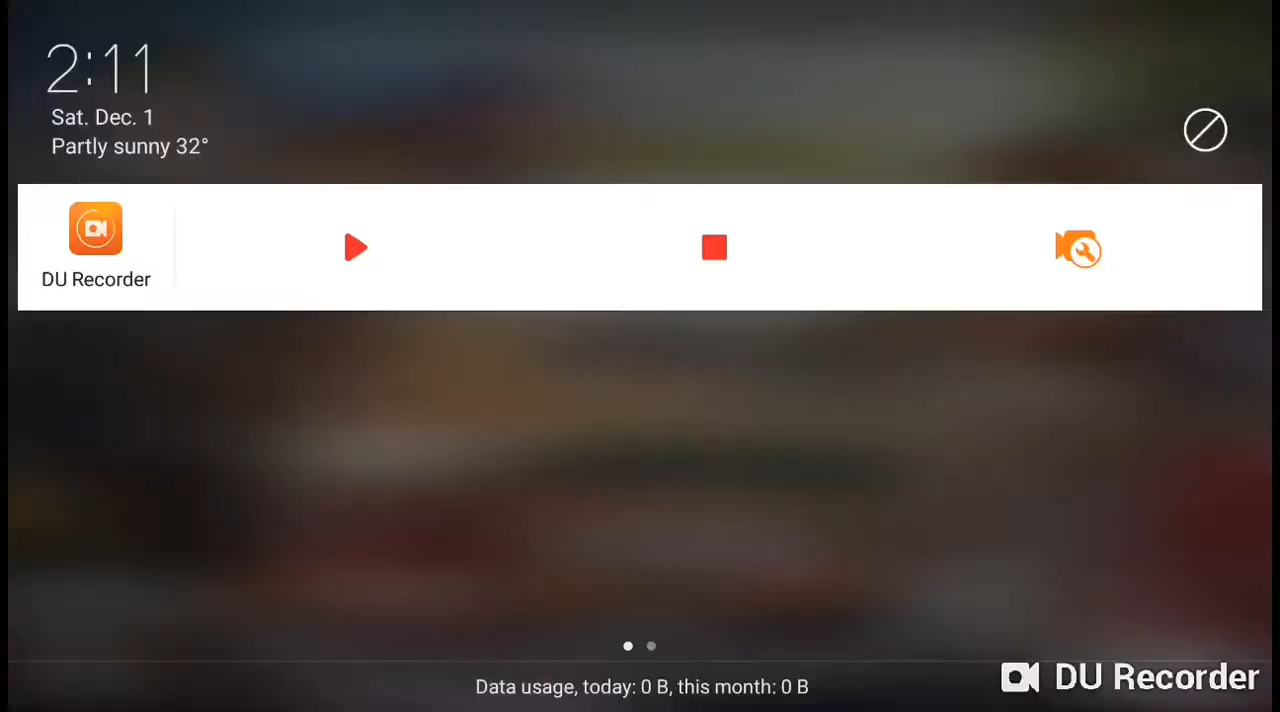 2:11
Sat. Dec. 1
Partly sunny 32°
DU Recorder
Data usage, today: 0 B, this month: 0 B
DU Recorder